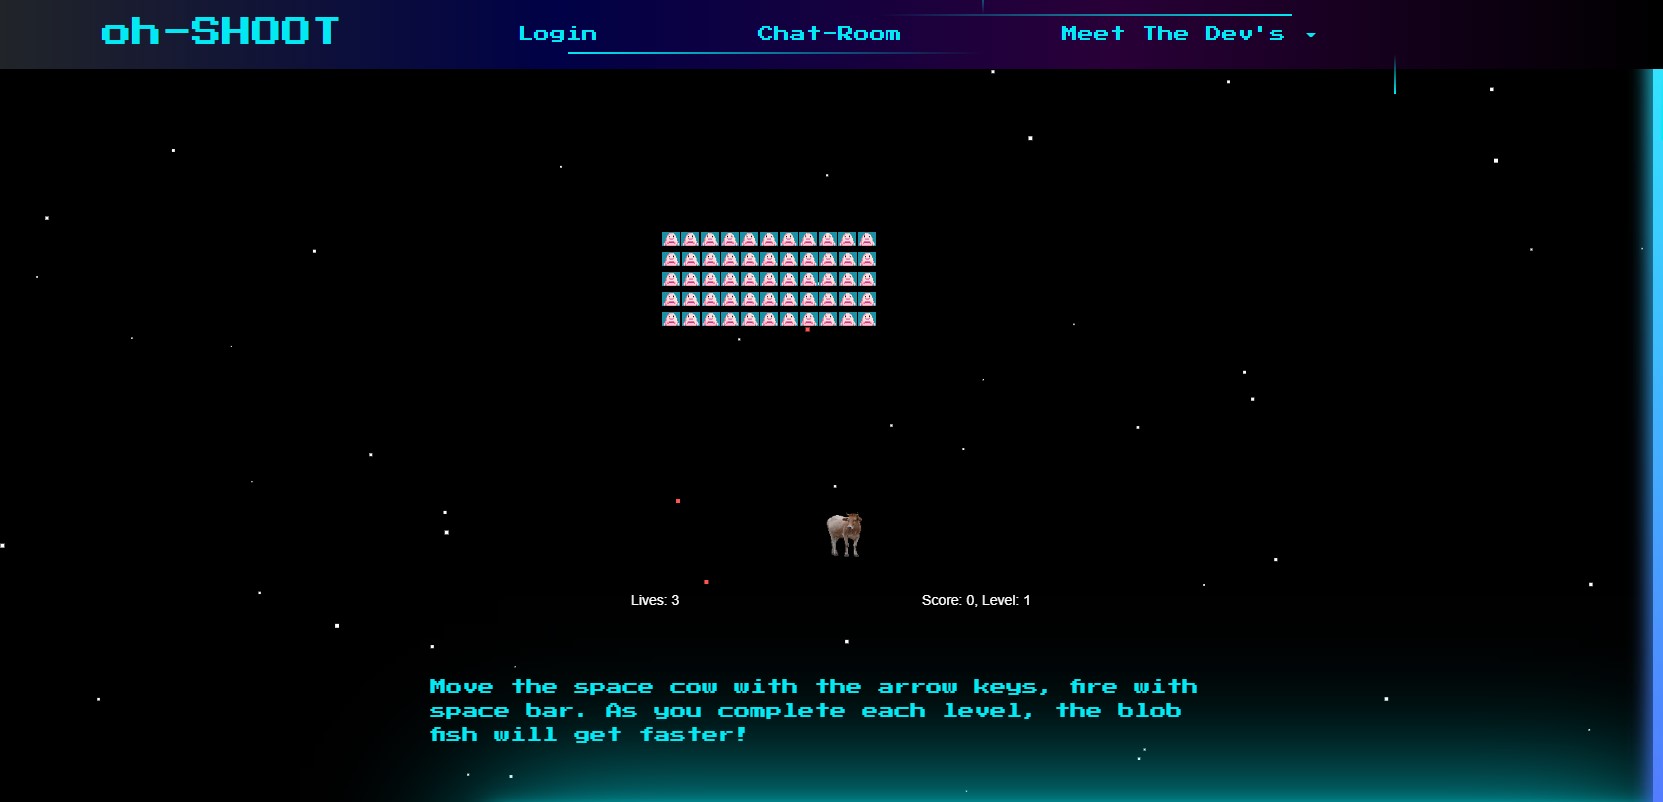 oh-SHOOT
Login
Chat-Room
Meet The Dev's
Lives: 3
Score: 0, Level: 1
Move the space cow with the arrow keys, fire with
space bar. As you complete each level, the blob
fish will get faster!